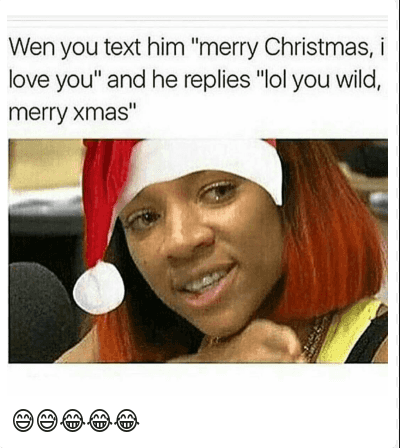 Wen you text him "merry Christmas, i
love you" and he replies "lol you wild,
merry xmas"
😅😅😂😂😂